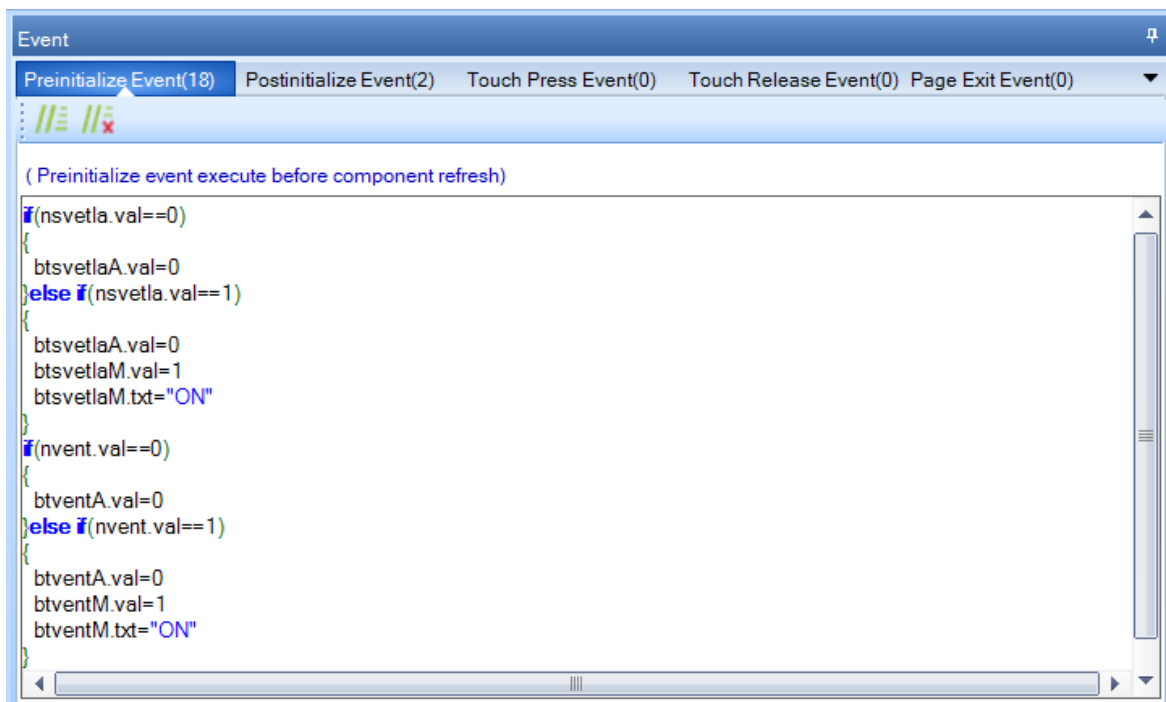 Event
Preinitialize Event(18) Postinitialize Event(2) Touch Press Event(0) Touch Release Event(0) Page Exit Event(0)
( Preinitialize event execute before component refresh)
if(nsvetla.val==0)
{
btsvetlaA.val=0
}else if(nsvetla.val==1)
{
btsvetlaA.val=0
btsvetlaM.val=1
btsvetlaM.txt="ON"
}
if(nvent.val==0)
{
btventA.val=0
}else if(nvent.val==1)
{
btventA.val=0
btventM.val=1
btventM.txt="ON"
}